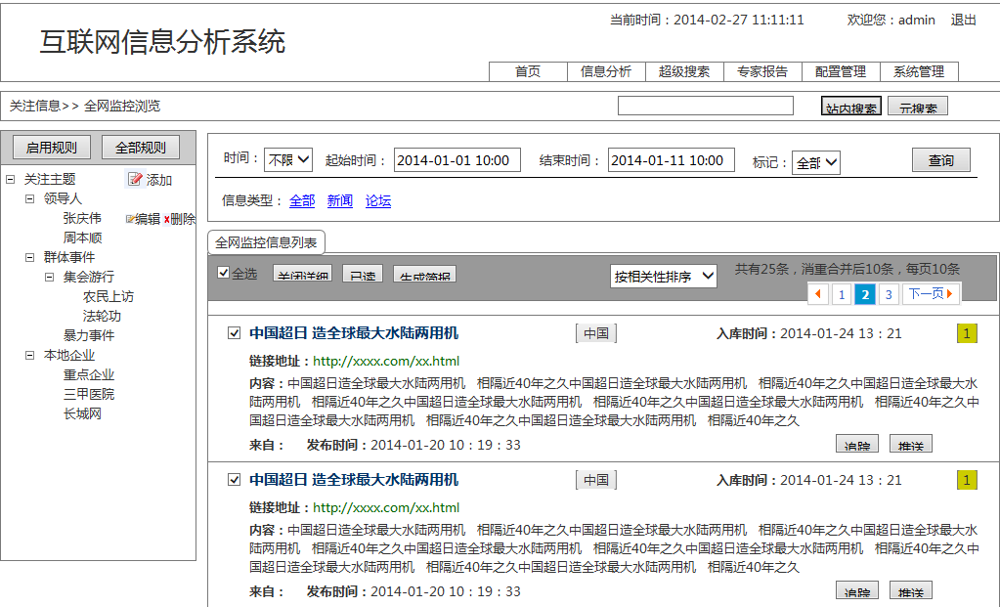 当前时间：2014-02-27 11:11:11 欢迎您：admin 退出
互联网信息分析系统
首页 信息分析 超级搜索 专家报告 配置管理 系统管理
关注信息>> 全网监控浏览 站内搜索 元搜索
启用规则 全部规则
关注主题 添加
领导人
张庆伟 编辑 x删除
周本顺
群体事件
集会游行
农民上访
法轮功
暴力事件
本地企业
重点企业
三甲医院
长城网
时间： 不限 起始时间： 2014-01-01 10:00 结束时间： 2014-01-11 10:00 标记： 全部 查询
信息类型： 全部 新闻 论坛
全网监控信息列表
全选 关闭详细 已读 生成简报 按相关性排序 共有25条，消重合并后10条，每页10条
1 2 3 下一页
中国超日 造全球最大水陆两用机 [中国] 入库时间：2014-01-24 13：21 1
链接地址：http://xxxx.com/xx.html
内容：中国超日造全球最大水陆两用机 相隔近40年之久中国超日造全球最大水陆两用机 相隔近40年之久中国超日造全球最大水
陆两用机 相隔近40年之久中国超日造全球最大水陆两用机 相隔近40年之久中国超日造全球最大水陆两用机 相隔近40年之久中
国超日造全球最大水陆两用机 相隔近40年之久中国超日造全球最大水陆两用机 相隔近40年之久
来自： 发布时间：2014-01-20 10：19：33 追踪 推送
中国超日 造全球最大水陆两用机 [中国] 入库时间：2014-01-24 13：21 1
链接地址：http://xxxx.com/xx.html
内容：中国超日造全球最大水陆两用机 相隔近40年之久中国超日造全球最大水陆两用机 相隔近40年之久中国超日造全球最大水
陆两用机 相隔近40年之久中国超日造全球最大水陆两用机 相隔近40年之久中国超日造全球最大水陆两用机 相隔近40年之久中
国超日造全球最大水陆两用机 相隔近40年之久中国超日造全球最大水陆两用机 相隔近40年之久
来自： 发布时间：2014-01-20 10：19：33 追踪 推送